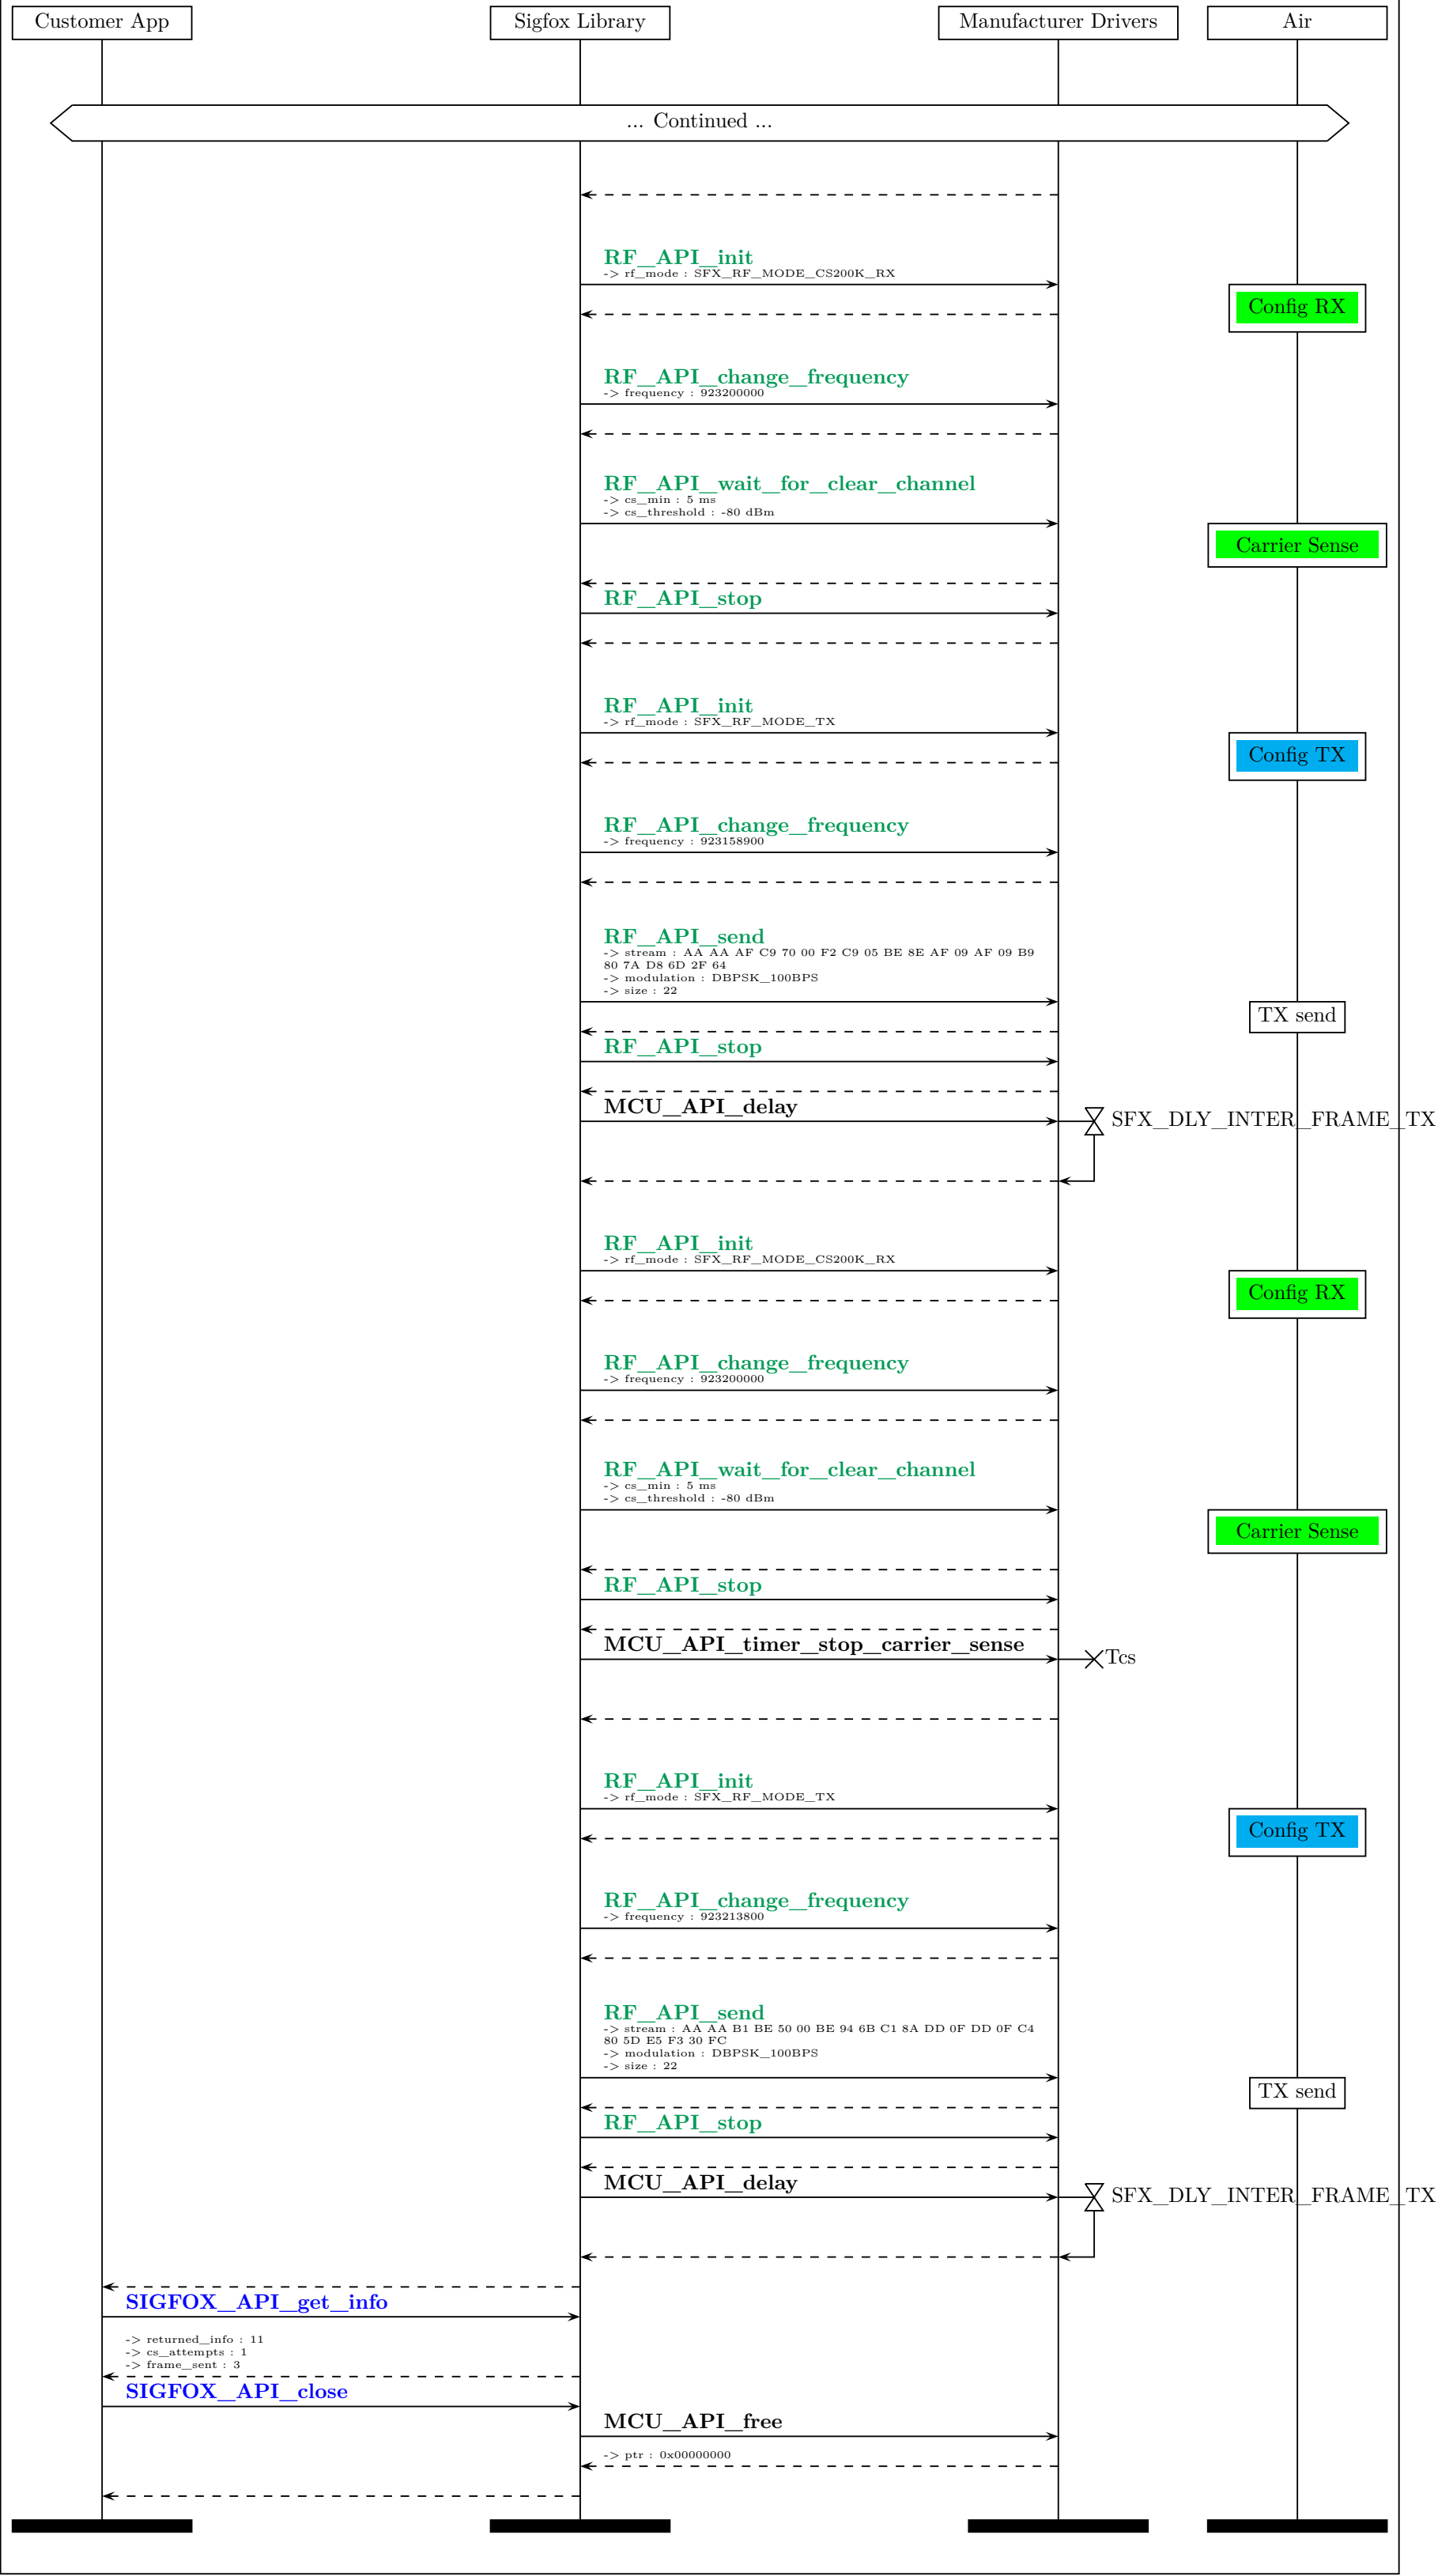 Customer App
Sigfox Library
Manufacturer Drivers
Air
... Continued ...
RF_API_init
-> rf_mode : SFX_RF_MODE_CS200K_RX
Config RX
RF_API_change_frequency
-> frequency : 923200000
RF_API_wait_for_clear_channel
-> cs_min : 5 ms
-> cs_threshold : -80 dBm
Carrier Sense
RF_API_stop
RF_API_init
-> rf_mode : SFX_RF_MODE_TX
Config TX
RF_API_change_frequency
-> frequency : 923158900
RF_API_send
-> stream : AA AA AF C9 70 00 F2 C9 05 BE 8E AF 09 AF 09 B9
80 7A D8 6D 2F 64
-> modulation : DBPSK_100BPS
-> size : 22
TX send
RF_API_stop
MCU_API_delay
SFX_DLY_INTER_FRAME_TX
RF_API_init
-> rf_mode : SFX_RF_MODE_CS200K_RX
Config RX
RF_API_change_frequency
-> frequency : 923200000
RF_API_wait_for_clear_channel
-> cs_min : 5 ms
-> cs_threshold : -80 dBm
Carrier Sense
RF_API_stop
MCU_API_timer_stop_carrier_sense
Tcs
RF_API_init
-> rf_mode : SFX_RF_MODE_TX
Config TX
RF_API_change_frequency
-> frequency : 923213800
RF_API_send
-> stream : AA AA B1 BE 50 00 BE 94 6B C1 8A DD 0F DD 0F C4
80 5D E5 F3 30 FC
-> modulation : DBPSK_100BPS
-> size : 22
TX send
RF_API_stop
MCU_API_delay
SFX_DLY_INTER_FRAME_TX
SIGFOX_API_get_info
-> returned_info : 11
-> cs_attempts : 1
-> frame_sent : 3
SIGFOX_API_close
MCU_API_free
-> ptr : 0x00000000